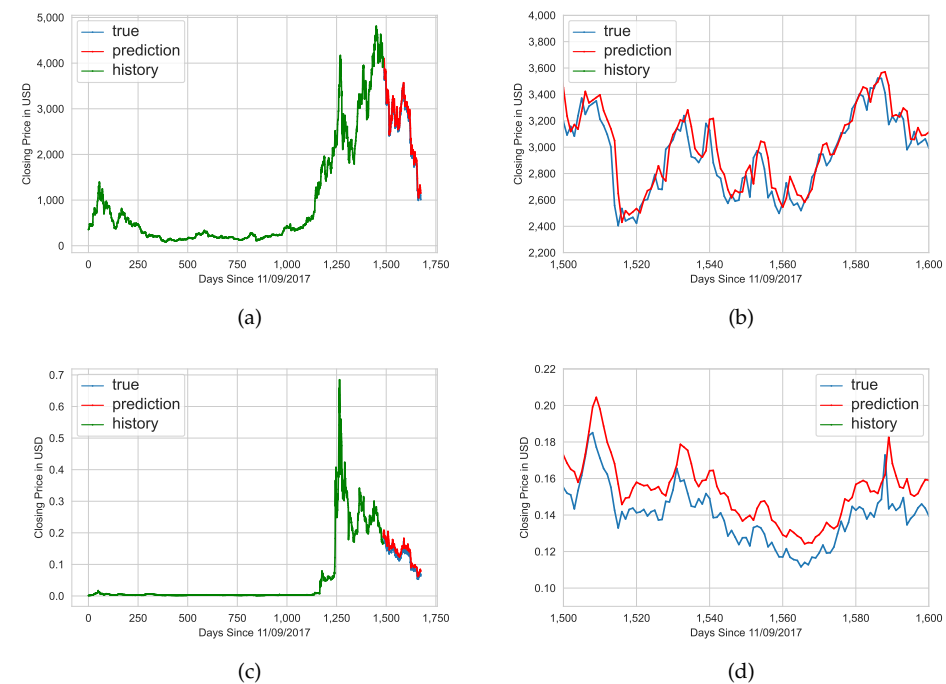 5,000
4,000
3,000
2,000
1,000
0
Closing Price in USD
true
prediction
history
0
250
500
750
1,000
1,250
1,500
1,750
Days Since 11/09/2017
(a)
4,000
3,800
3,600
3,400
3,200
3,000
2,800
2,600
2,400
2,200
Closing Price in USD
true
prediction
history
1,500
1,520
1,540
1,560
1,580
1,600
Days Since 11/09/2017
(b)
0.7
0.6
0.5
0.4
0.3
0.2
0.1
0.0
Closing Price in USD
true
prediction
history
0
250
500
750
1,000
1,250
1,500
1,750
Days Since 11/09/2017
(c)
0.22
0.20
0.18
0.16
0.14
0.12
0.10
Closing Price in USD
true
prediction
history
1,500
1,520
1,540
1,560
1,580
1,600
Days Since 11/09/2017
(d)